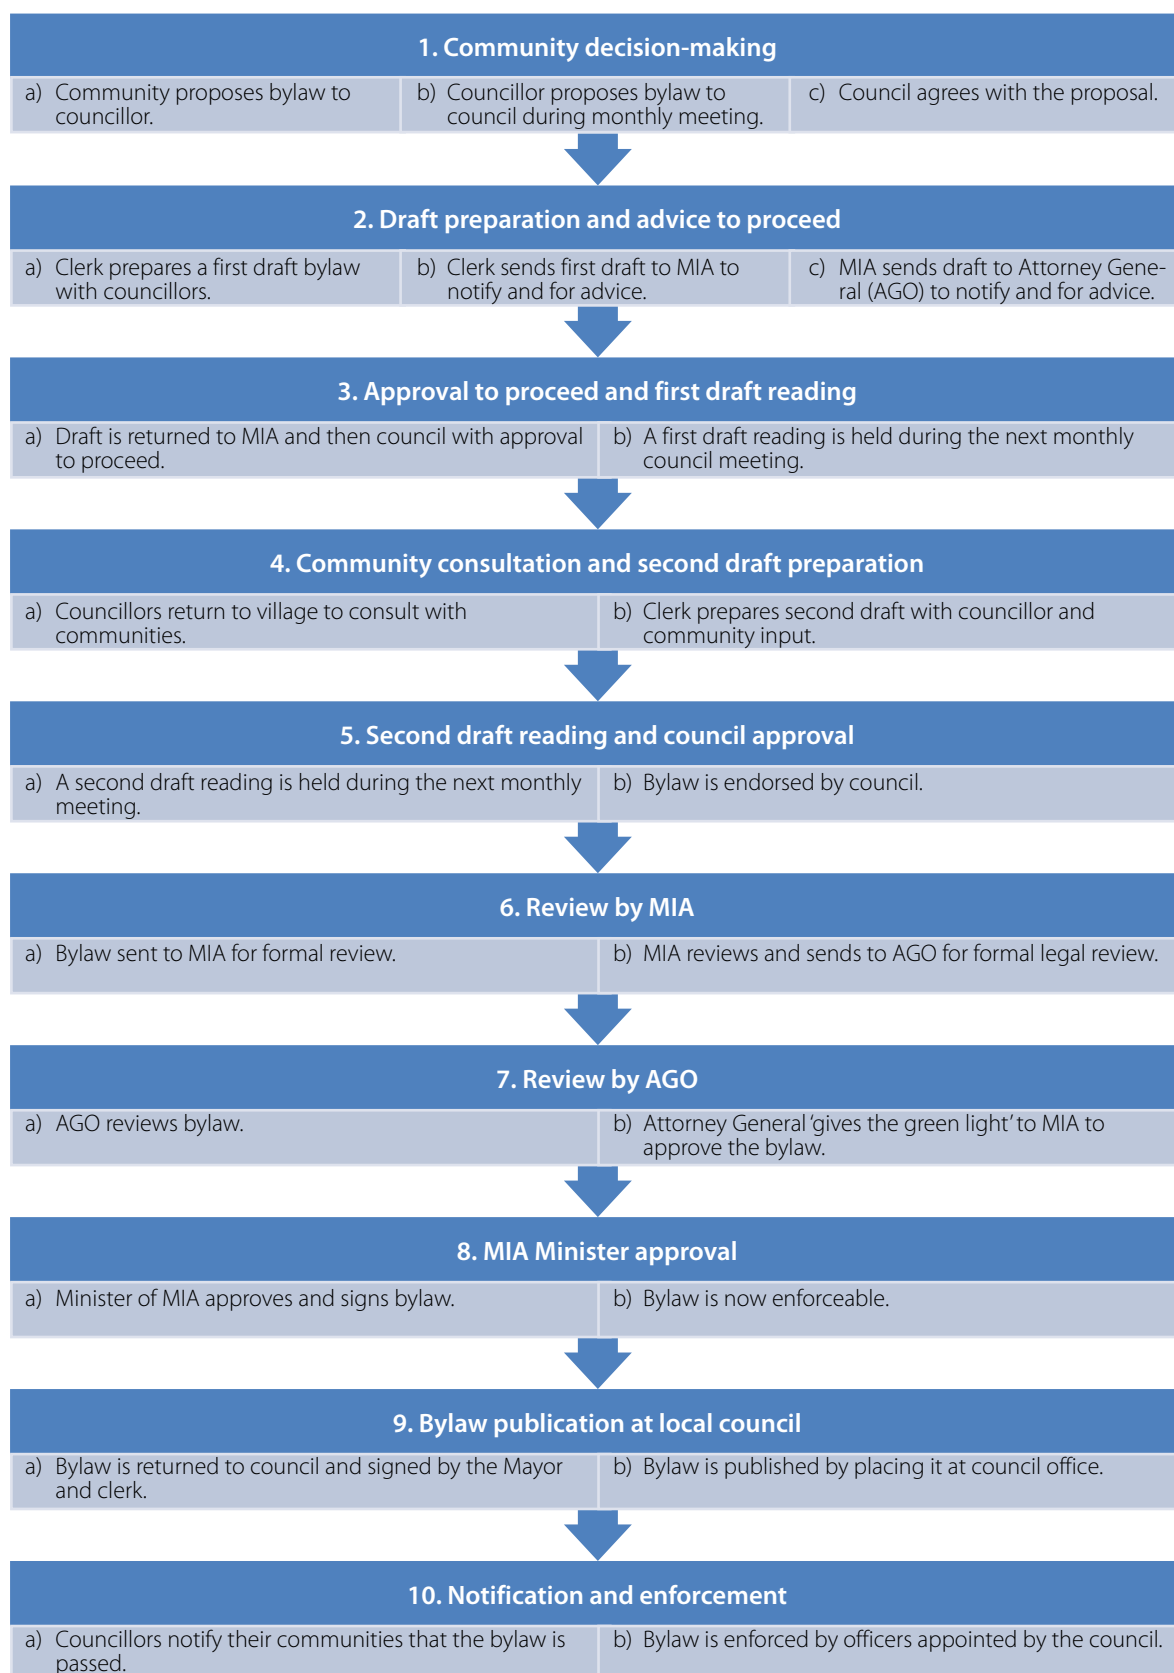 1. Community decision-making
a) Community proposes bylaw to
councillor.
b) Councillor proposes bylaw to
council during monthly meeting.
c) Council agrees with the proposal.
2. Draft preparation and advice to proceed
a) Clerk prepares a first draft bylaw
with councillors.
b) Clerk sends first draft to MIA to
notify and for advice.
c) MIA sends draft to Attorney Gene-
ral (AGO) to notify and for advice.
3. Approval to proceed and first draft reading
a) Draft is returned to MIA and then council with approval
to proceed.
b) A first draft reading is held during the next monthly
council meeting.
4. Community consultation and second draft preparation
a) Councillors return to village to consult with
communities.
b) Clerk prepares second draft with councillor and
community input.
5. Second draft reading and council approval
a) A second draft reading is held during the next monthly
meeting.
b) Bylaw is endorsed by council.
6. Review by MIA
a) Bylaw sent to MIA for formal review.
b) MIA reviews and sends to AGO for formal legal review.
7. Review by AGO
a) AGO reviews bylaw.
b) Attorney General ‘gives the green light’ to MIA to
approve the bylaw.
8. MIA Minister approval
a) Minister of MIA approves and signs bylaw.
b) Bylaw is now enforceable.
9. Bylaw publication at local council
a) Bylaw is returned to council and signed by the Mayor
and clerk.
b) Bylaw is published by placing it at council office.
10. Notification and enforcement
a) Councillors notify their communities that the bylaw is
passed.
b) Bylaw is enforced by officers appointed by the council.